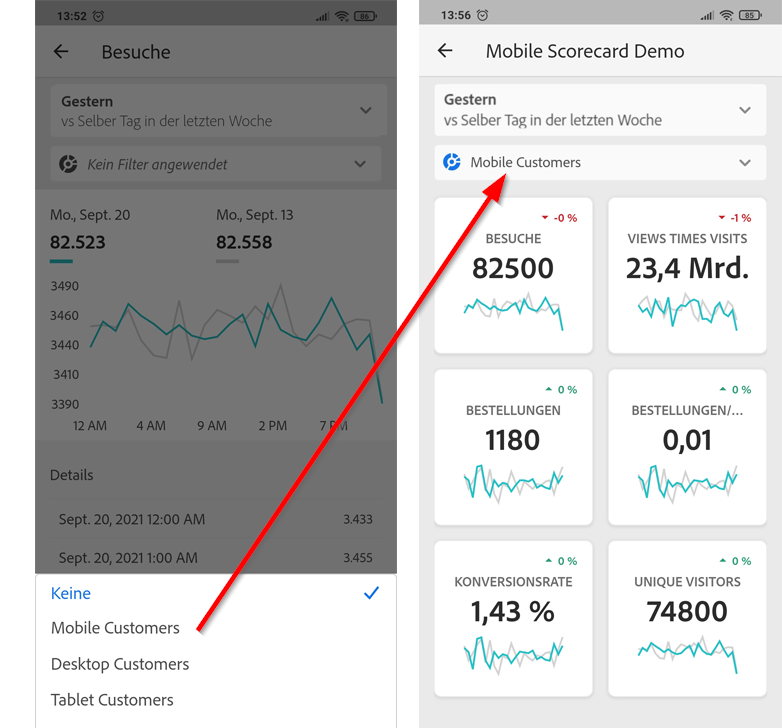 13:52
86
Besuche
Gestern
vs Selber Tag in der letzten Woche
Kein Filter angewendet
Mo., Sept. 20
Mo., Sept. 13
82.523
82.558
3490
3460
3440
3410
3390
12 AM
4 AM
9 AM
2 PM
7 PM
Details
Sept. 20, 2021 12:00 AM
3.433
Sept. 20, 2021 1:00 AM
3.455
Keine
Mobile Customers
Desktop Customers
Tablet Customers
13:56
85
Mobile Scorecard Demo
Gestern
vs Selber Tag in der letzten Woche
Mobile Customers
-0 %
BESUCHE
82500
-1 %
VIEWS TIMES VISITS
23,4 Mrd.
0 %
BESTELLUNGEN
1180
0 %
BESTELLUNGEN/...
0,01
0 %
KONVERSIONSRATE
1,43 %
0 %
UNIQUE VISITORS
74800